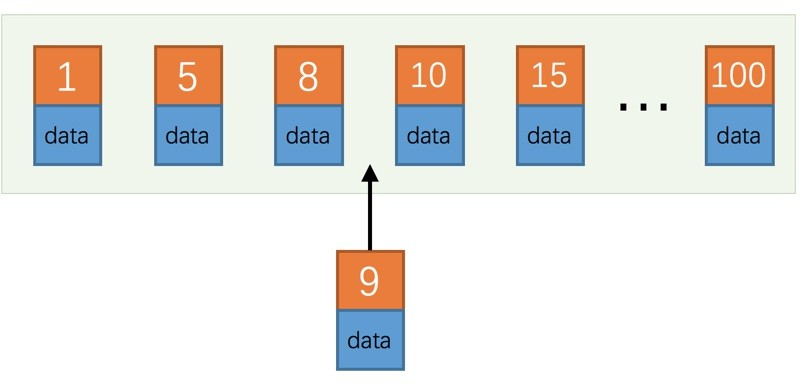 1 5 8 10 15 ... 100
data data data data data data
9
data